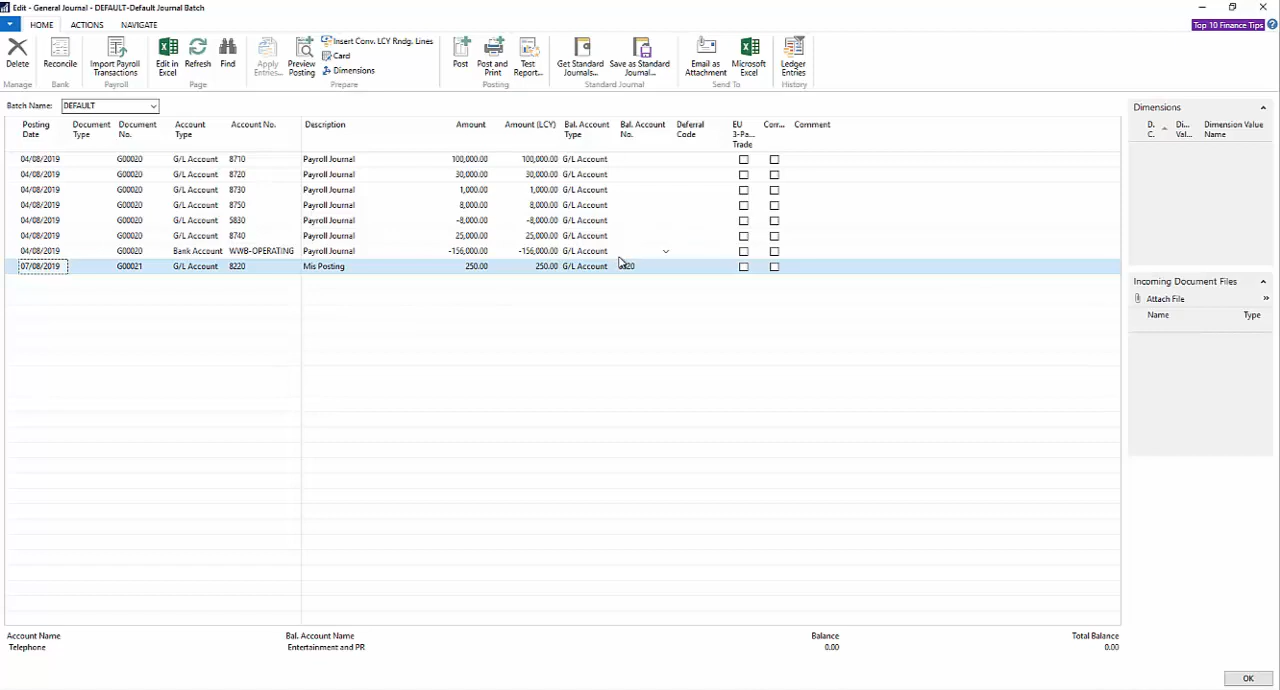 Edit - General Journal - DEFAULT-Default Journal Batch
HOME ACTIONS NAVIGATE
Top 10 Finance Tips
Delete
Reconcile
Import Payroll Transactions
Edit in Excel
Refresh
Find
Apply Entries...
Preview Posting
Insert Conv. LCY Rndg. Lines
Card
Dimensions
Post
Post and Print
Test Report...
Get Standard Journals...
Save as Standard Journal...
Email as Attachment
Microsoft Excel
Ledger Entries
Manage Bank Payroll Page Prepare Posting Standard Journal Send To History
Batch Name: DEFAULT
Posting Date Document Type Document No. Account Type Account No. Description Amount Amount (LCY) Bal. Account Type Bal. Account No. Deferral Code EU 3-Pa... Trade Corr... Comment
04/08/2019 G00020 G/L Account 8710 Payroll Journal 100,000.00 100,000.00 G/L Account
04/08/2019 G00020 G/L Account 8720 Payroll Journal 30,000.00 30,000.00 G/L Account
04/08/2019 G00020 G/L Account 8730 Payroll Journal 1,000.00 1,000.00 G/L Account
04/08/2019 G00020 G/L Account 8750 Payroll Journal 8,000.00 8,000.00 G/L Account
04/08/2019 G00020 G/L Account 5830 Payroll Journal -8,000.00 -8,000.00 G/L Account
04/08/2019 G00020 G/L Account 8740 Payroll Journal 25,000.00 25,000.00 G/L Account
04/08/2019 G00020 Bank Account WWB-OPERATING Payroll Journal -156,000.00 -156,000.00 G/L Account
07/08/2019 G00021 G/L Account 8220 Mis Posting 250.00 250.00 G/L Account
Dimensions
D. C. Di... Val... Dimension Value Name
Incoming Document Files
Attach File
Name Type
Account Name Bal. Account Name Balance Total Balance
Telephone Entertainment and PR 0.00 0.00
OK